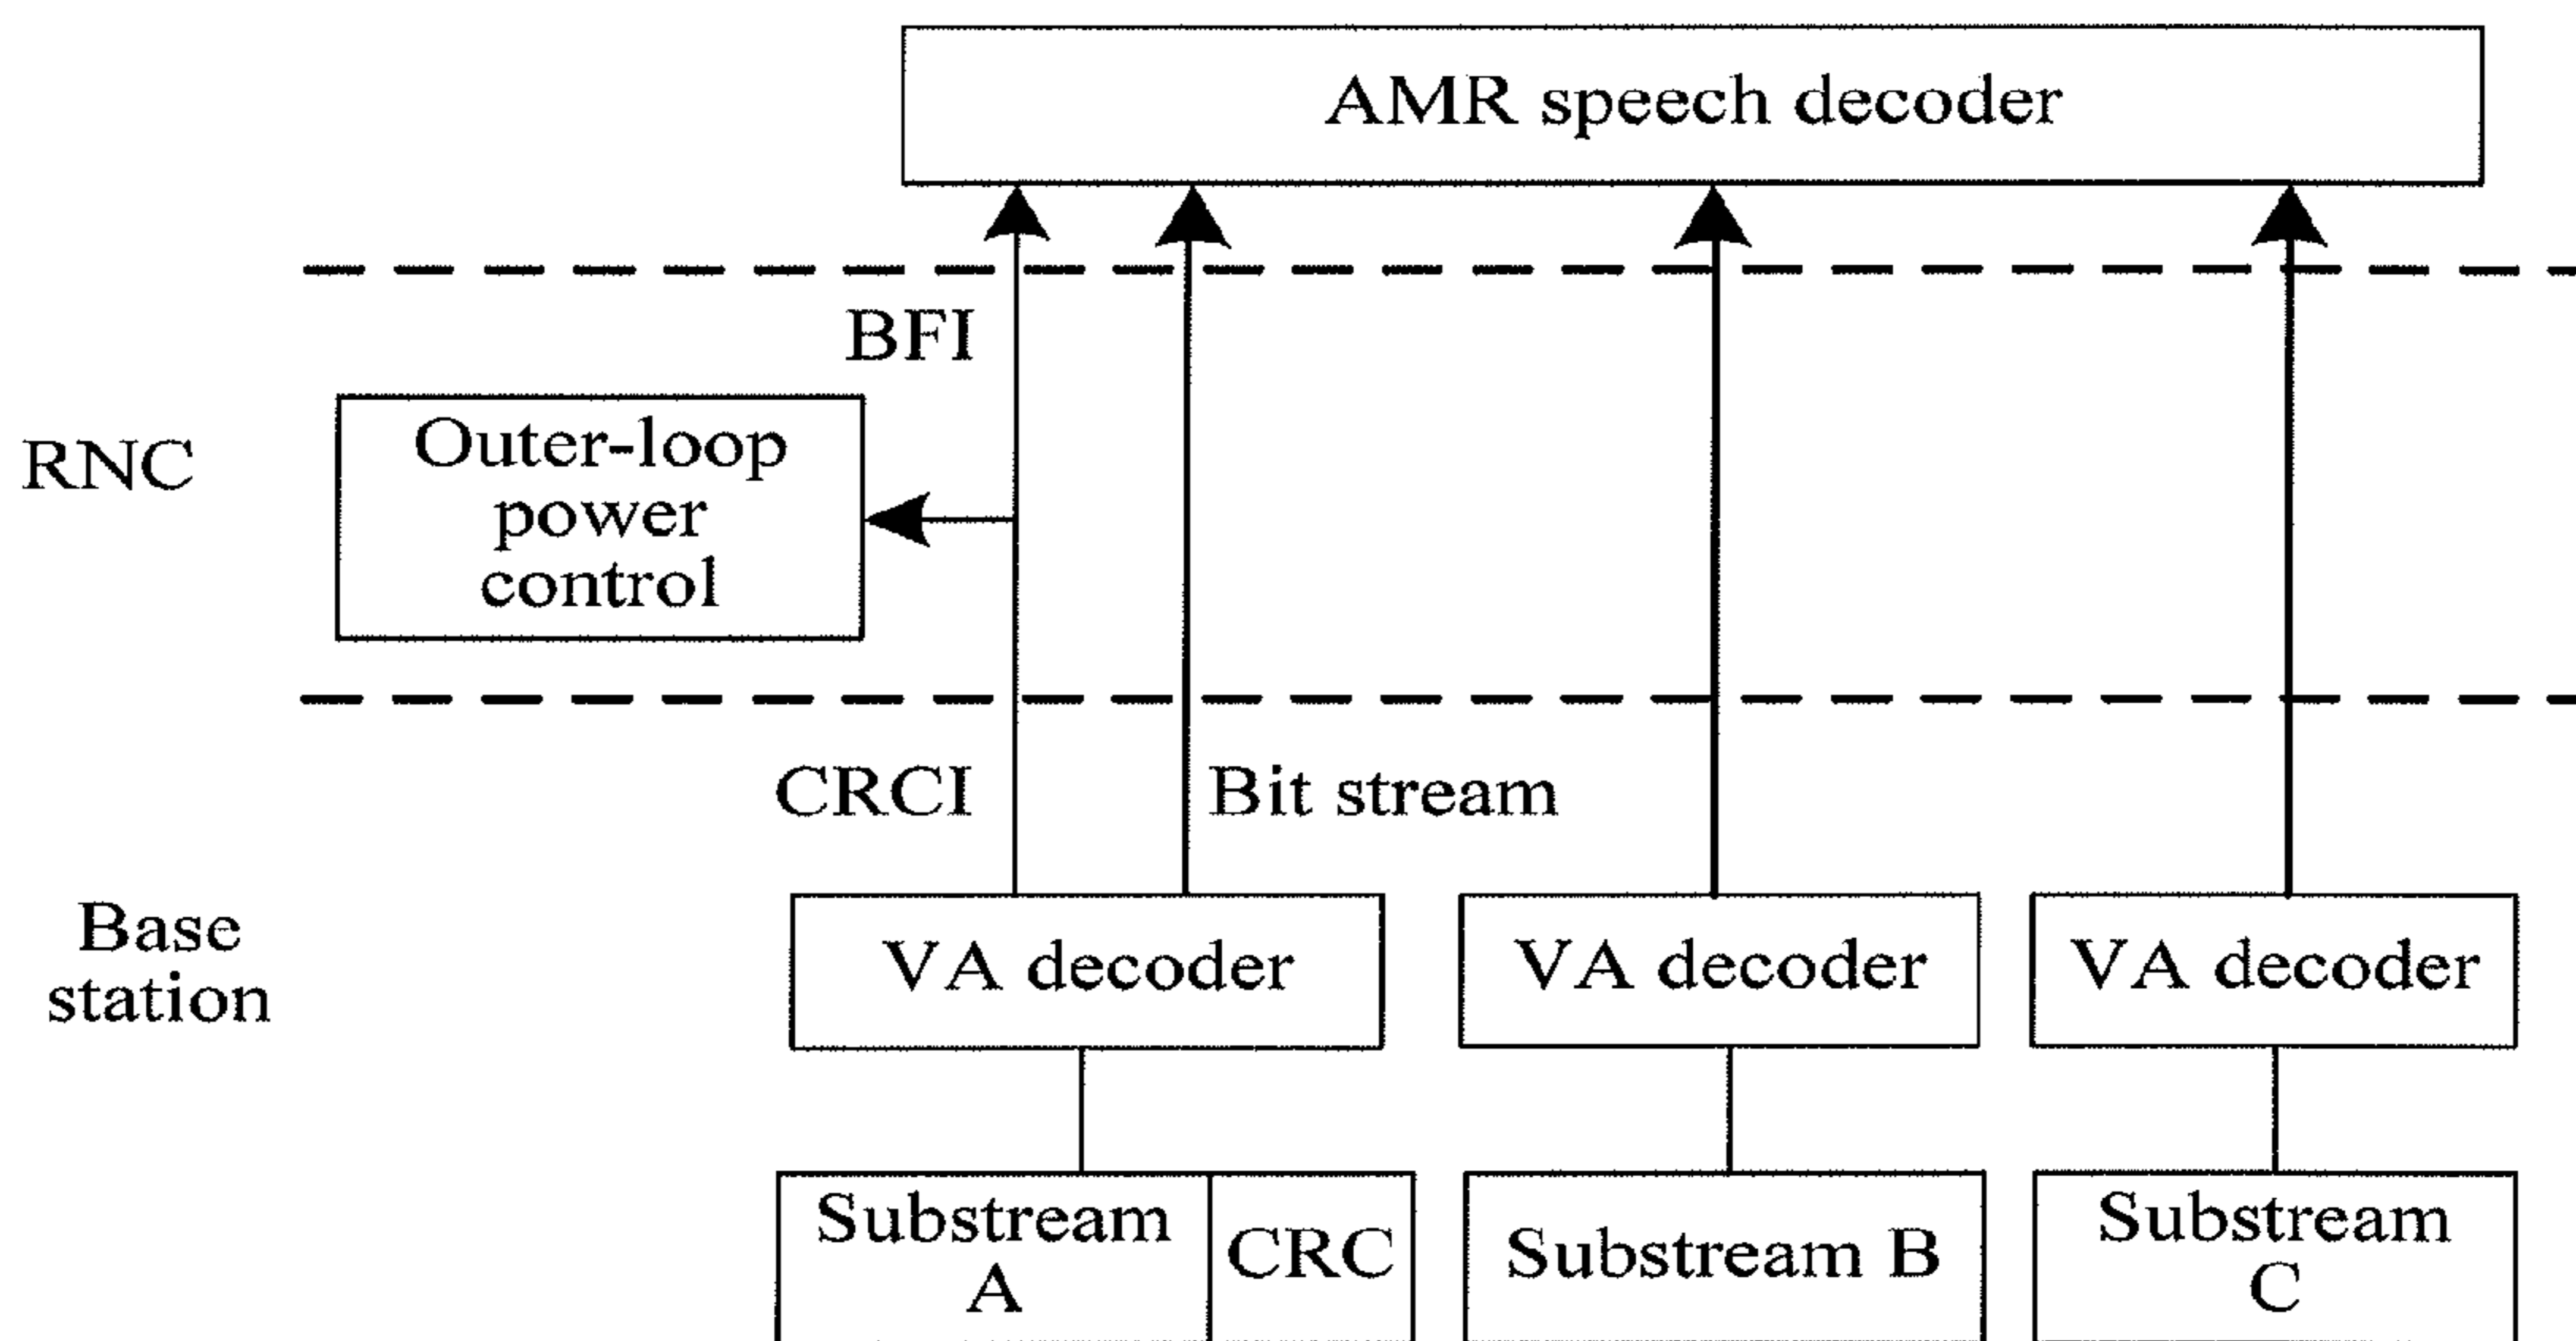 AMR speech decoder
BFI
RNC
Outer-loop
power
control
CRCI
Bit stream
Base
station
VA decoder
VA decoder
VA decoder
Substream
A
CRC
Substream B
Substream
C